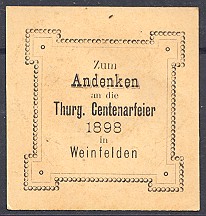 Zum
Andenken
an die
Thurg. Centenarfeier
1898
in
Weinfelden